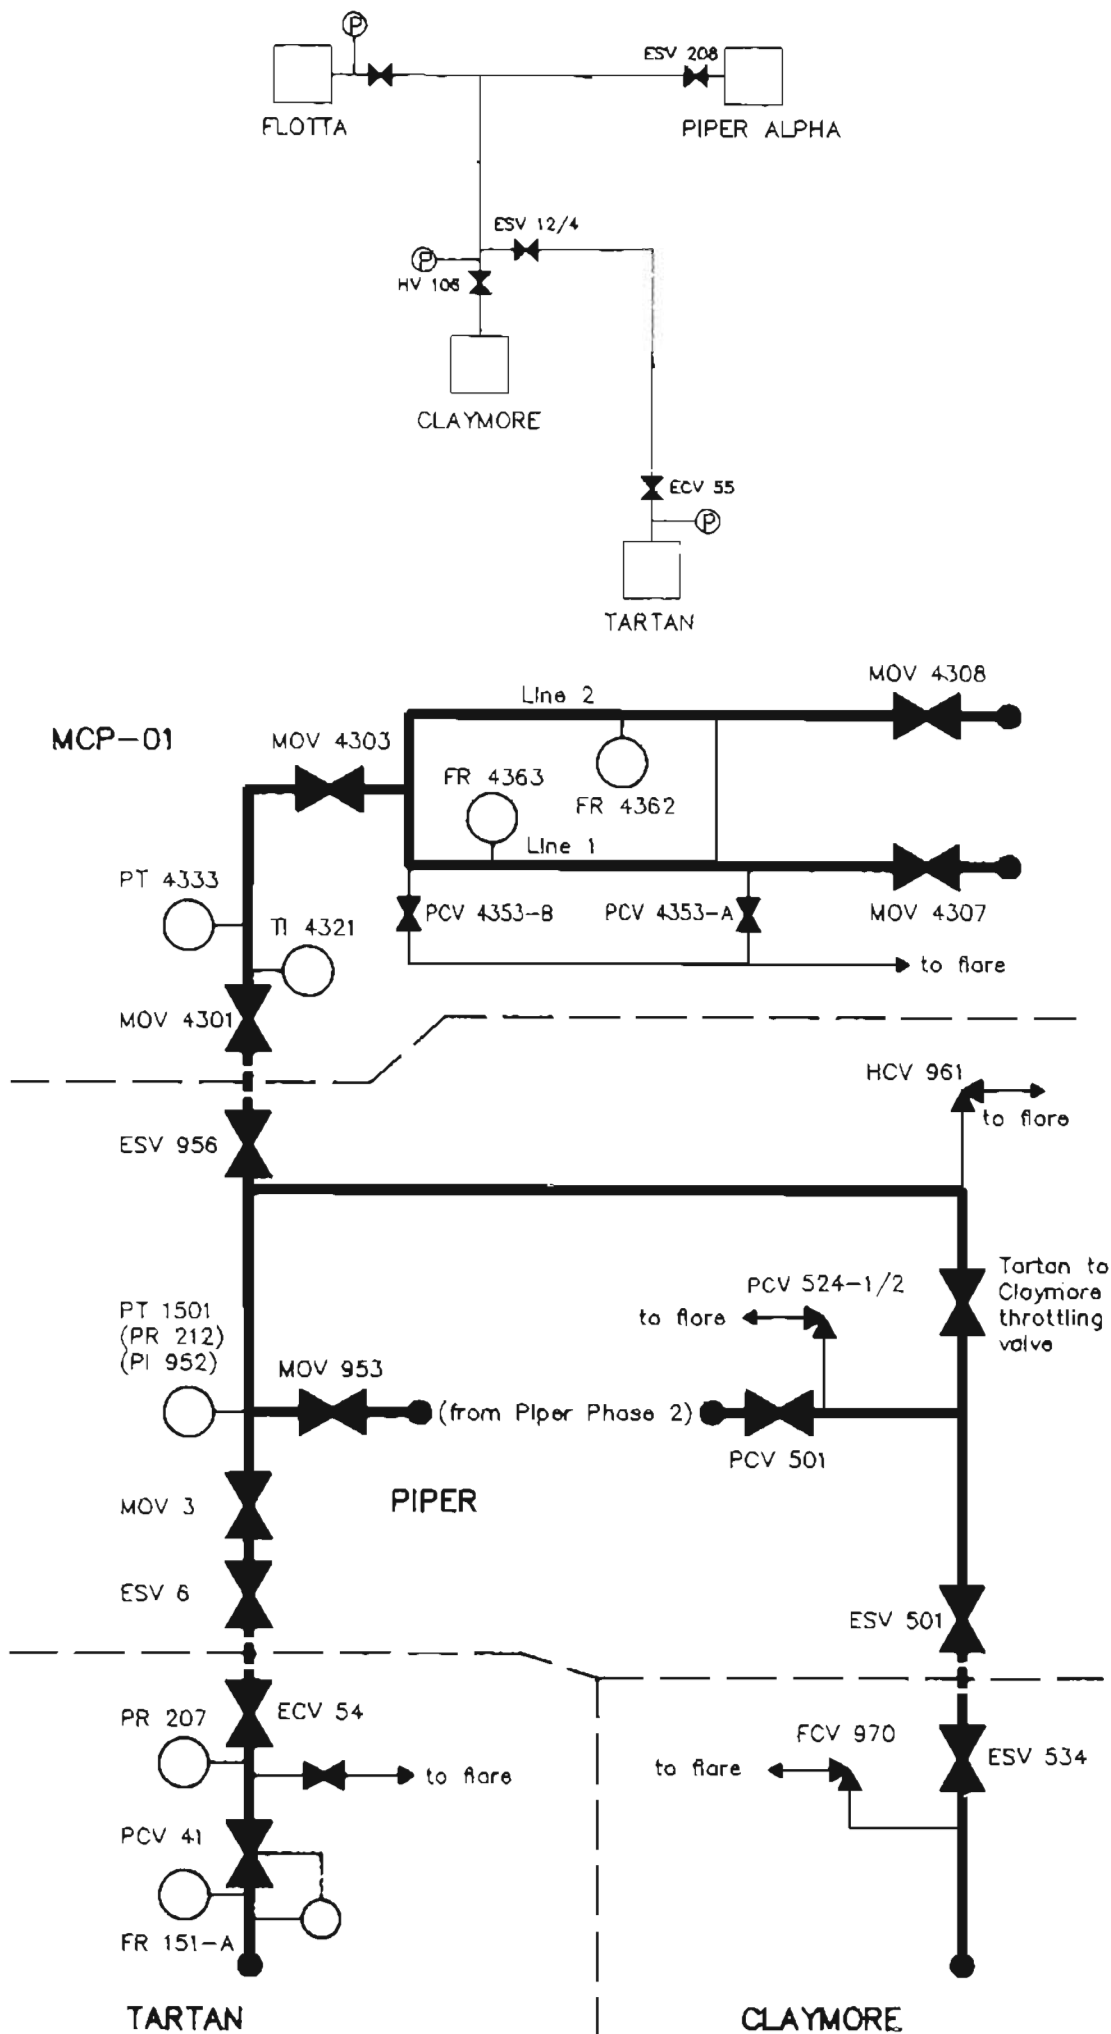 P
ESV 208
FLOTTA
PIPER ALPHA
ESV 12/4
P
HV 106
CLAYMORE
ECV 55
P
TARTAN
MOV 4308
Line 2
MCP-01
MOV 4303
FR 4363
FR 4362
Line 1
PT 4333
PCV 4353-B
PCV 4353-A
MOV 4307
TI 4321
to flare
MOV 4301
HCV 961
to flare
ESV 956
Tartan to
Claymore
throttling
valve
PCV 524-1/2
to flare
PT 1501
(PR 212)
(PI 952)
MOV 953
(from Piper Phase 2)
PCV 501
PIPER
MOV 3
ESV 6
ESV 501
ECV 54
PR 207
FCV 970
ESV 534
to flare
to flare
PCV 41
FR 151-A
TARTAN
CLAYMORE